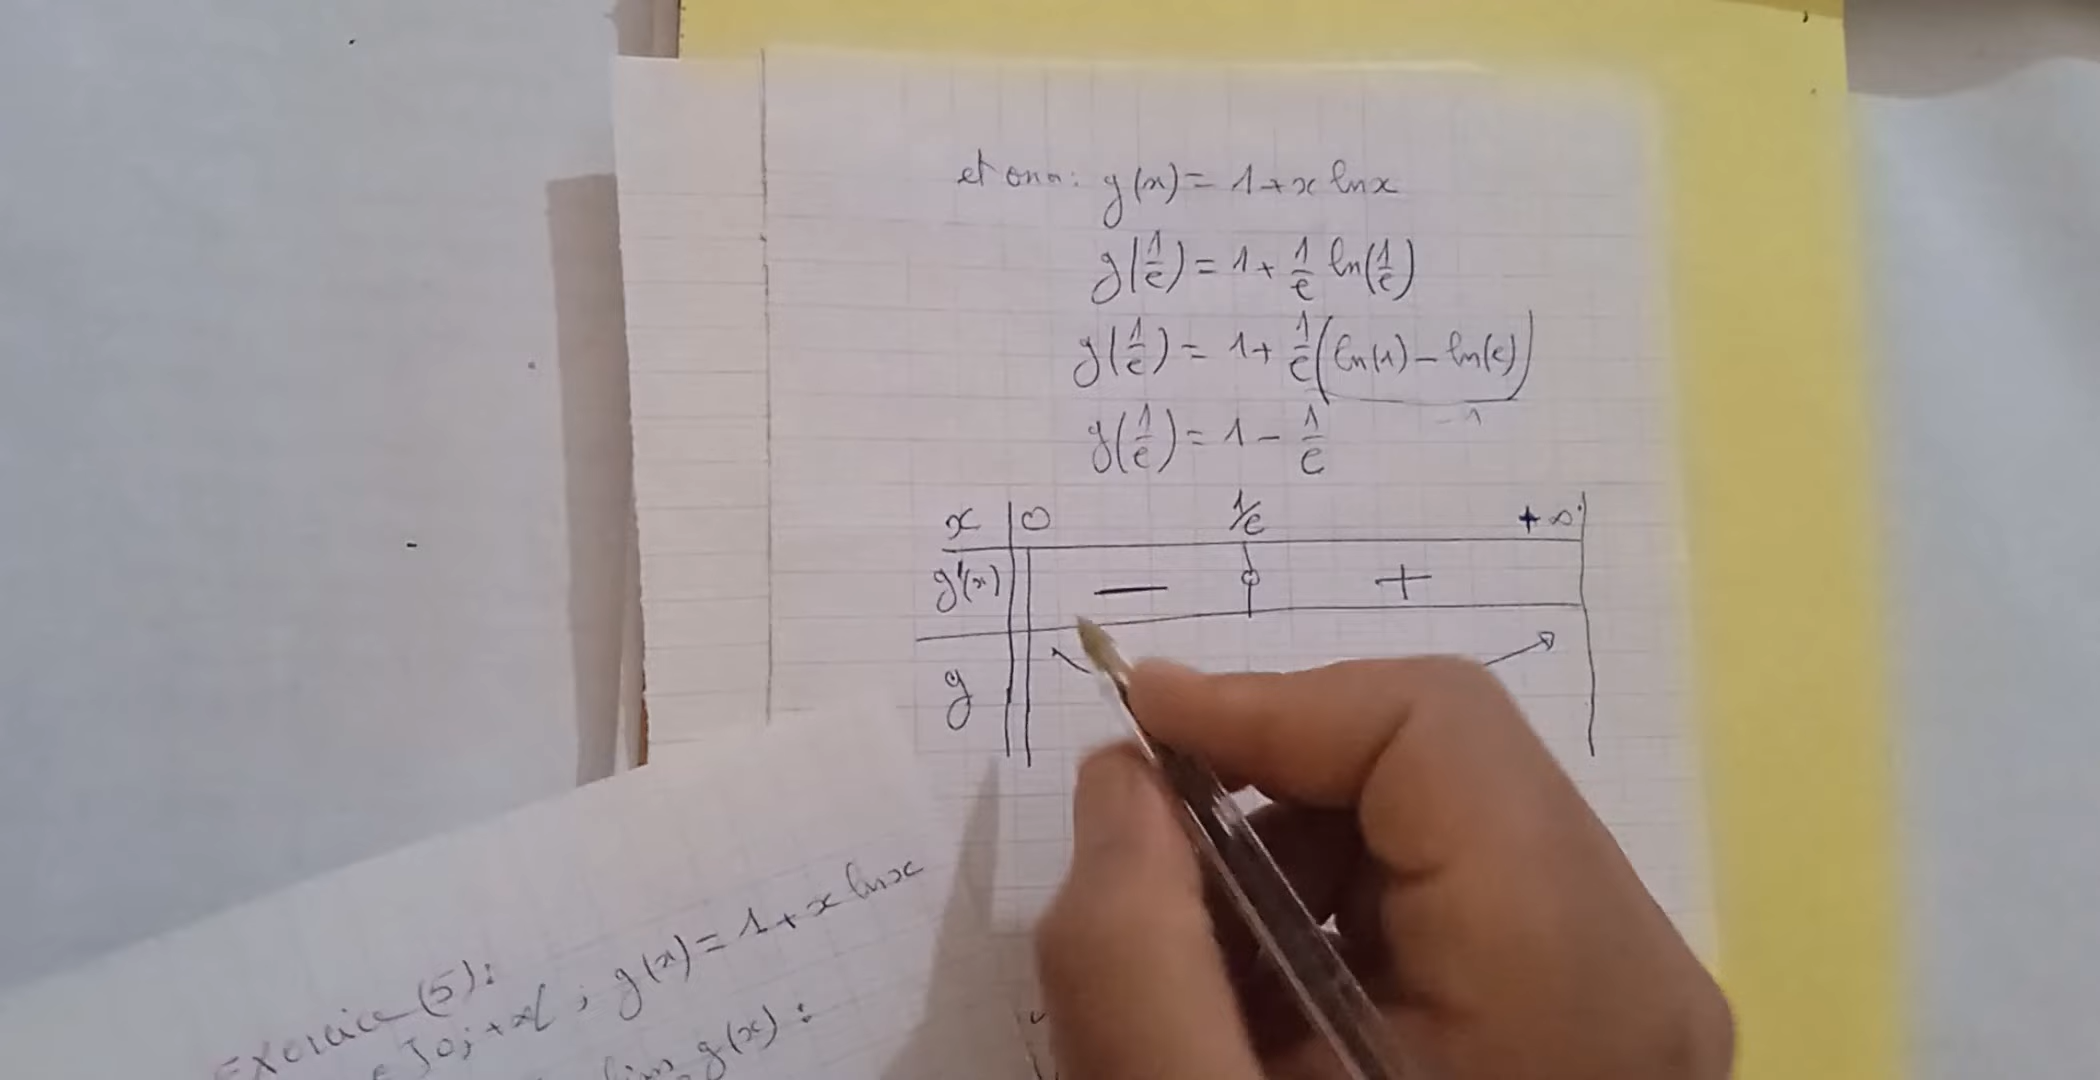 et on a: g(x) = 1 + x ln x
g(1/e) = 1 + 1/e ln(1/e)
g(1/e) = 1 + 1/e (ln(1) - ln(e))
-1
g(1/e) = 1 - 1/e
x 0 1/e +∞
g'(x) — 0 +
g
Exercice (5):
]0; +∞[ ; g(x) = 1 + x ln x
lim g(x) :